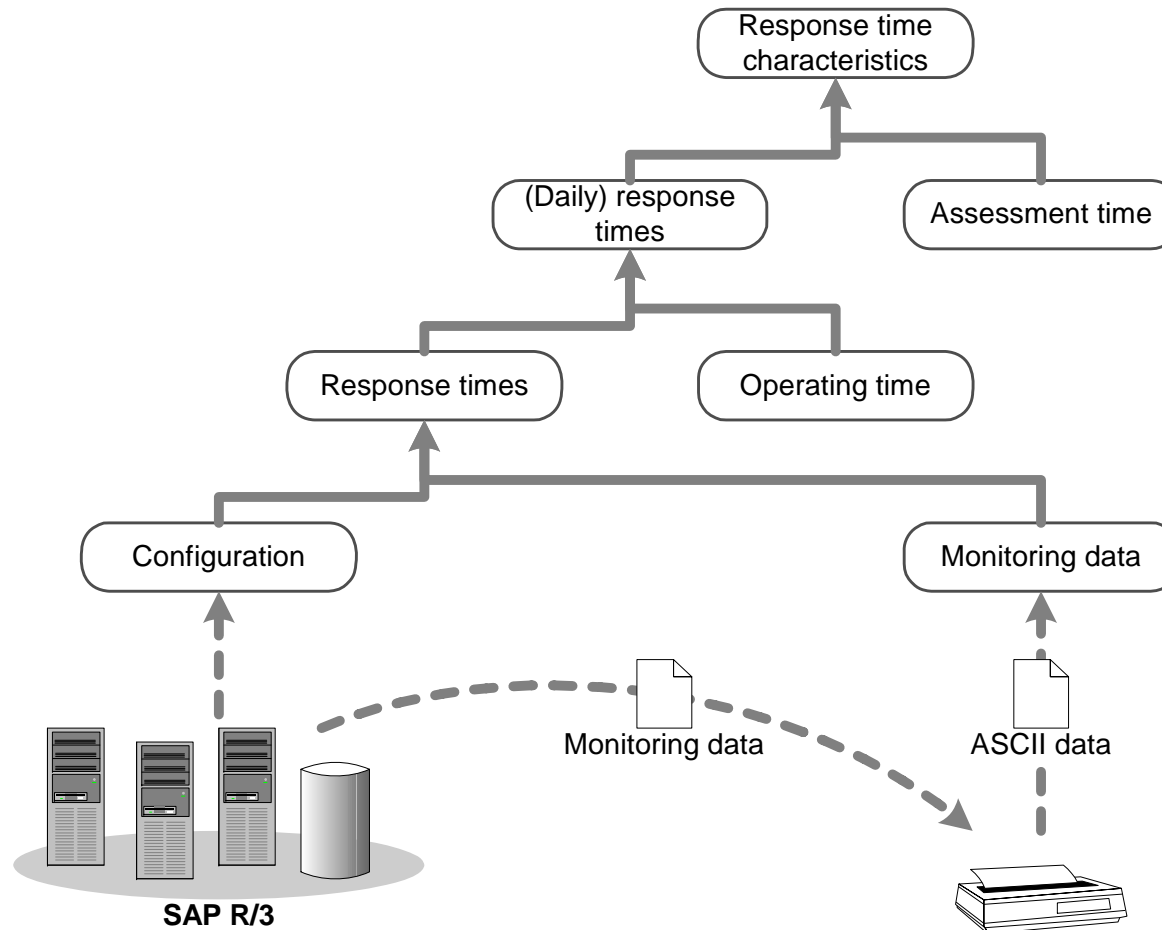 Response time
characteristics
(Daily) response
times
Assessment time
Response times
Operating time
Configuration
Monitoring data
Monitoring data
ASCII data
SAP R/3